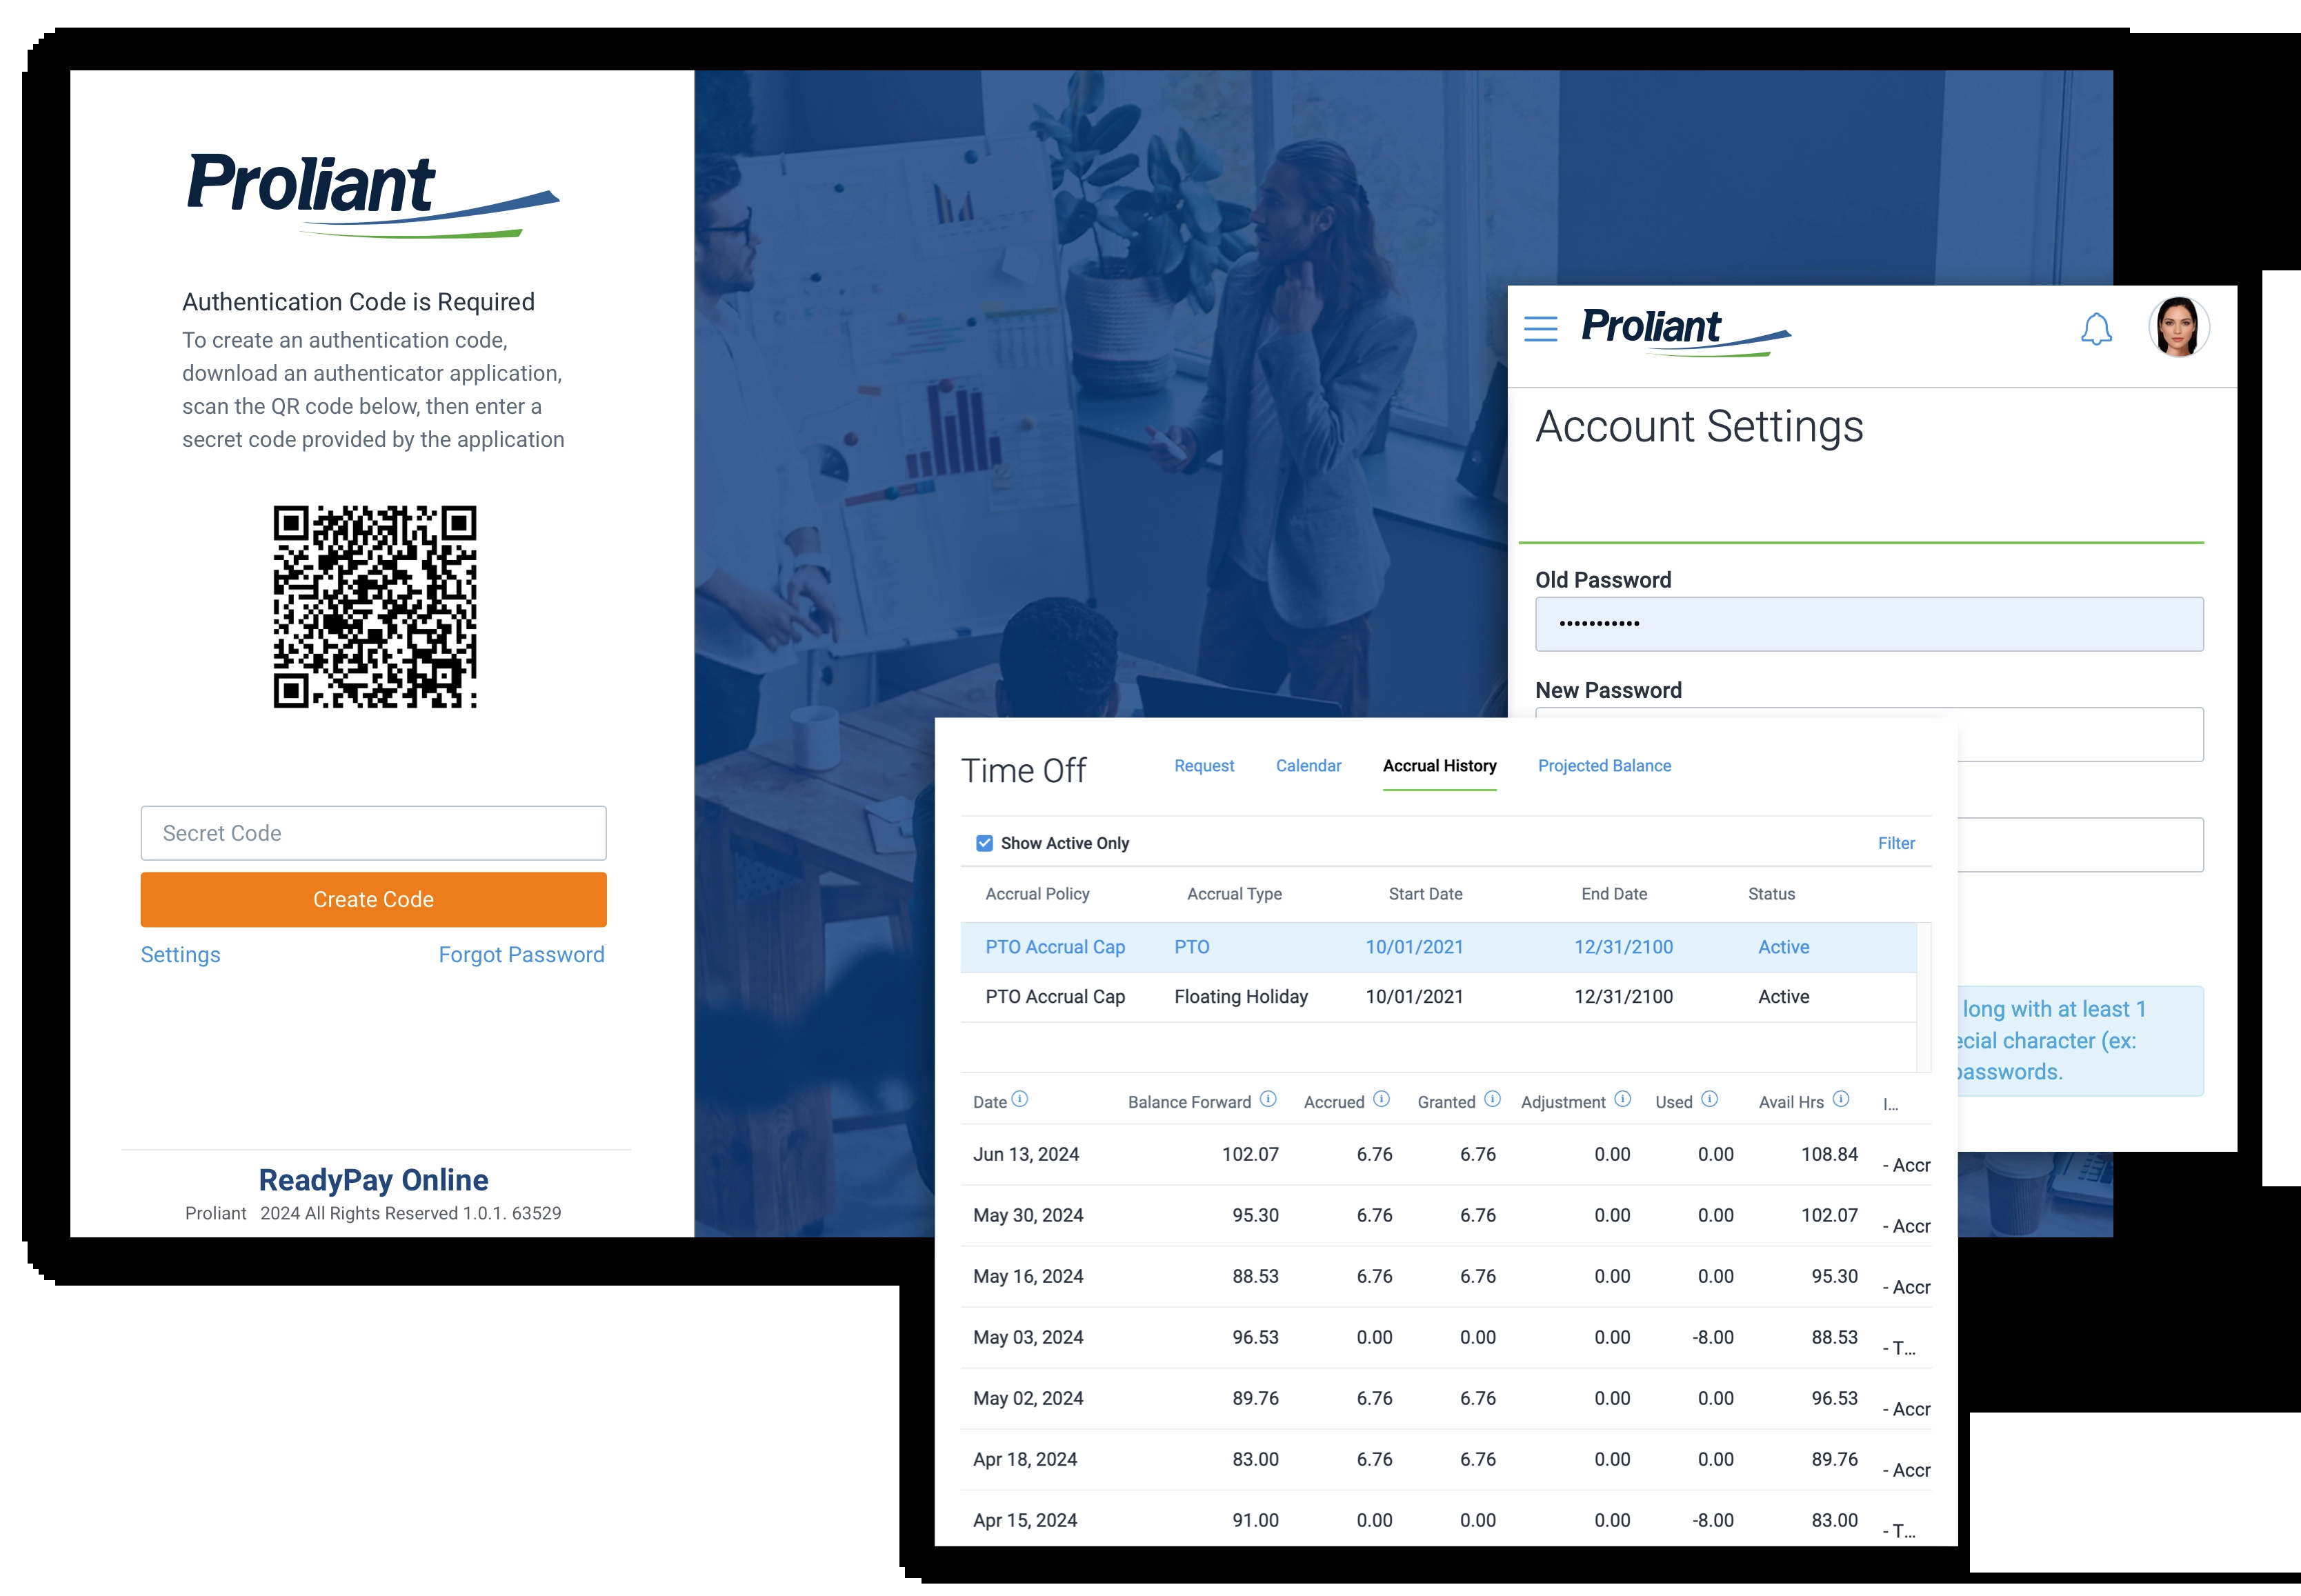 Proliant
Authentication Code is Required
To create an authentication code,
download an authenticator application,
scan the QR code below, then enter a
secret code provided by the application
Secret Code
Create Code
Settings
Forgot Password
ReadyPay Online
Proliant 2024 All Rights Reserved 1.0.1. 63529
Proliant
Account Settings
Old Password
•••••••••••
New Password
long with at least 1
ecial character (ex:
passwords.
Time Off
Request Calendar Accrual History Projected Balance
Show Active Only
Filter
Accrual Policy Accrual Type Start Date End Date Status
PTO Accrual Cap PTO 10/01/2021 12/31/2100 Active
PTO Accrual Cap Floating Holiday 10/01/2021 12/31/2100 Active
Date Balance Forward Accrued Granted Adjustment Used Avail Hrs I...
Jun 13, 2024 102.07 6.76 6.76 0.00 0.00 108.84 - Accr
May 30, 2024 95.30 6.76 6.76 0.00 0.00 102.07 - Accr
May 16, 2024 88.53 6.76 6.76 0.00 0.00 95.30 - Accr
May 03, 2024 96.53 0.00 0.00 0.00 -8.00 88.53 - T...
May 02, 2024 89.76 6.76 6.76 0.00 0.00 96.53 - Accr
Apr 18, 2024 83.00 6.76 6.76 0.00 0.00 89.76 - Accr
Apr 15, 2024 91.00 0.00 0.00 0.00 -8.00 83.00 - T...